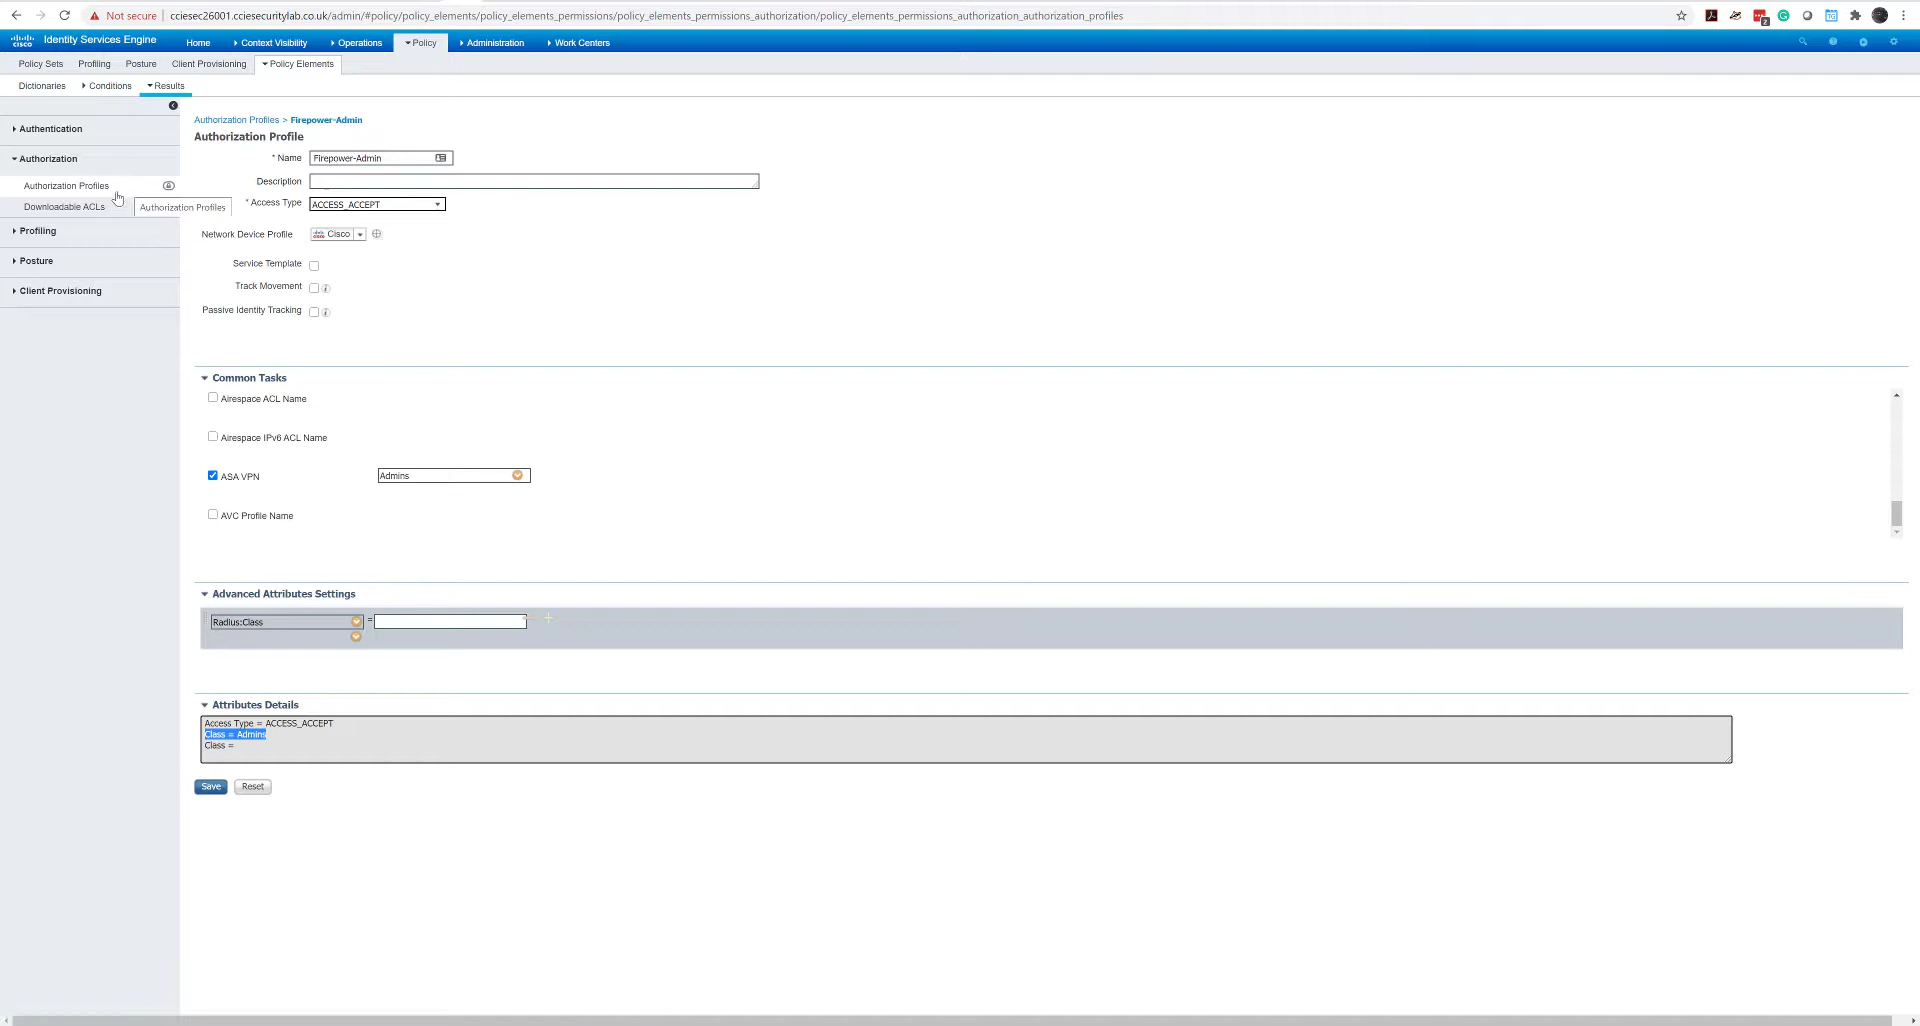 Not secure
cciesec26001.cciesecuritylab.co.uk/admin/#policy/policy_elements/policy_elements_permissions/policy_elements_permissions_authorization/policy_elements_permissions_authorization_authorization_profiles
cisco
Identity Services Engine
Home
Context Visibility
Operations
Policy
Administration
Work Centers
Policy Sets
Profiling
Posture
Client Provisioning
Policy Elements
Dictionaries
Conditions
Results
Authentication
Authorization
Authorization Profiles
Downloadable ACLs
Authorization Profiles
Profiling
Posture
Client Provisioning
Authorization Profiles > Firepower-Admin
Authorization Profile
* Name Firepower-Admin
Description
* Access Type ACCESS_ACCEPT
Network Device Profile Cisco
Service Template
Track Movement
Passive Identity Tracking
Common Tasks
Airespace ACL Name
Airespace IPv6 ACL Name
ASA VPN Admins
AVC Profile Name
Advanced Attributes Settings
Radius:Class =
Attributes Details
Access Type = ACCESS_ACCEPT
Class = Admins
Class =
Save
Reset